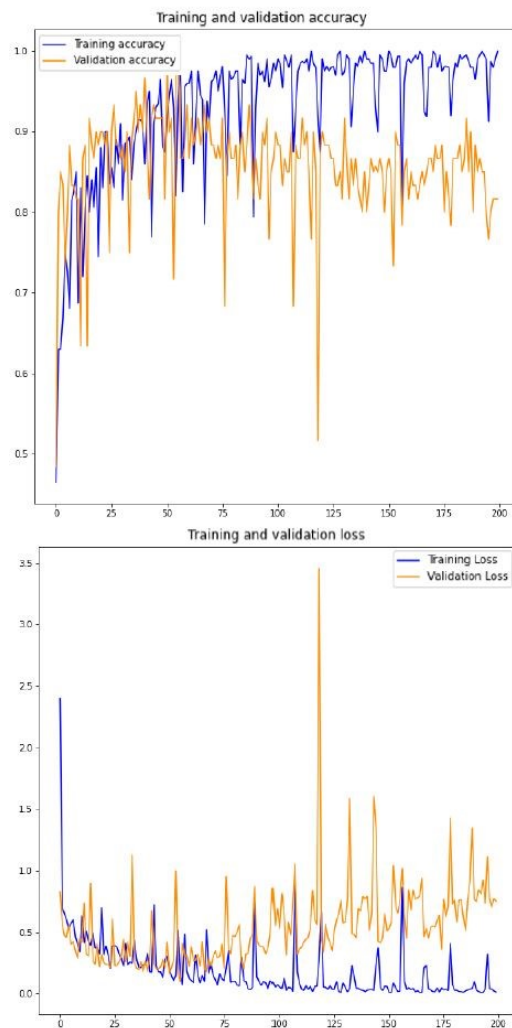 Training and validation accuracy
Training accuracy
Validation accuracy
1.0
0.9
0.8
0.7
0.6
0.5
0 25 50 75 100 125 150 175 200
Training and validation loss
Training Loss
Validation Loss
3.5
3.0
2.5
2.0
1.5
1.0
0.5
0.0
0 25 50 75 100 125 150 175 200